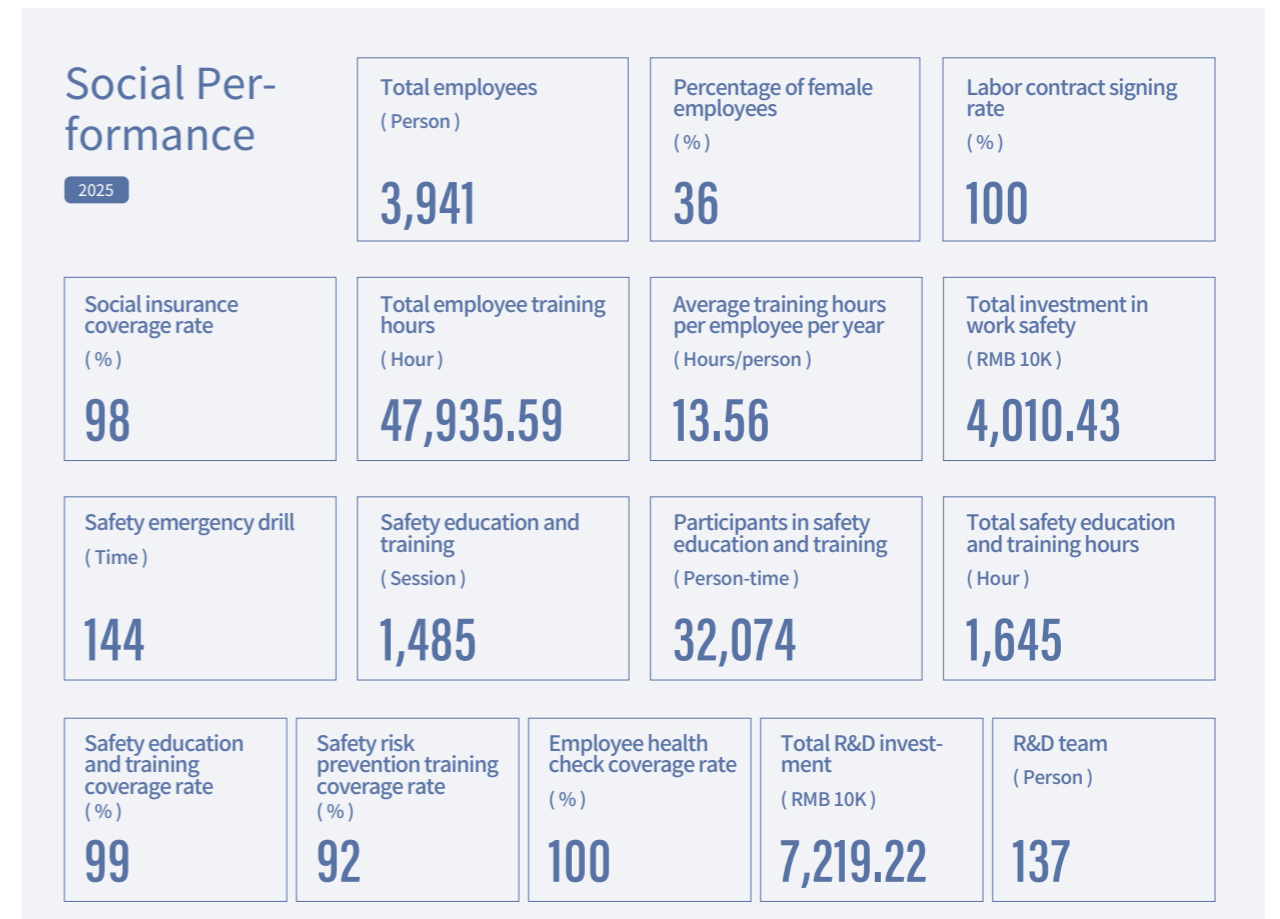 Social Per-
formance
2025
Total employees
( Person )
3,941
Percentage of female
employees
( % )
36
Labor contract signing
rate
( % )
100
Social insurance
coverage rate
( % )
98
Total employee training
hours
( Hour )
47,935.59
Average training hours
per employee per year
( Hours/person )
13.56
Total investment in
work safety
( RMB 10K )
4,010.43
Safety emergency drill
( Time )
144
Safety education and
training
( Session )
1,485
Participants in safety
education and training
( Person-time )
32,074
Total safety education
and training hours
( Hour )
1,645
Safety education
and training
coverage rate
( % )
99
Safety risk
prevention training
coverage rate
( % )
92
Employee health
check coverage rate
( % )
100
Total R&D invest-
ment
( RMB 10K )
7,219.22
R&D team
( Person )
137